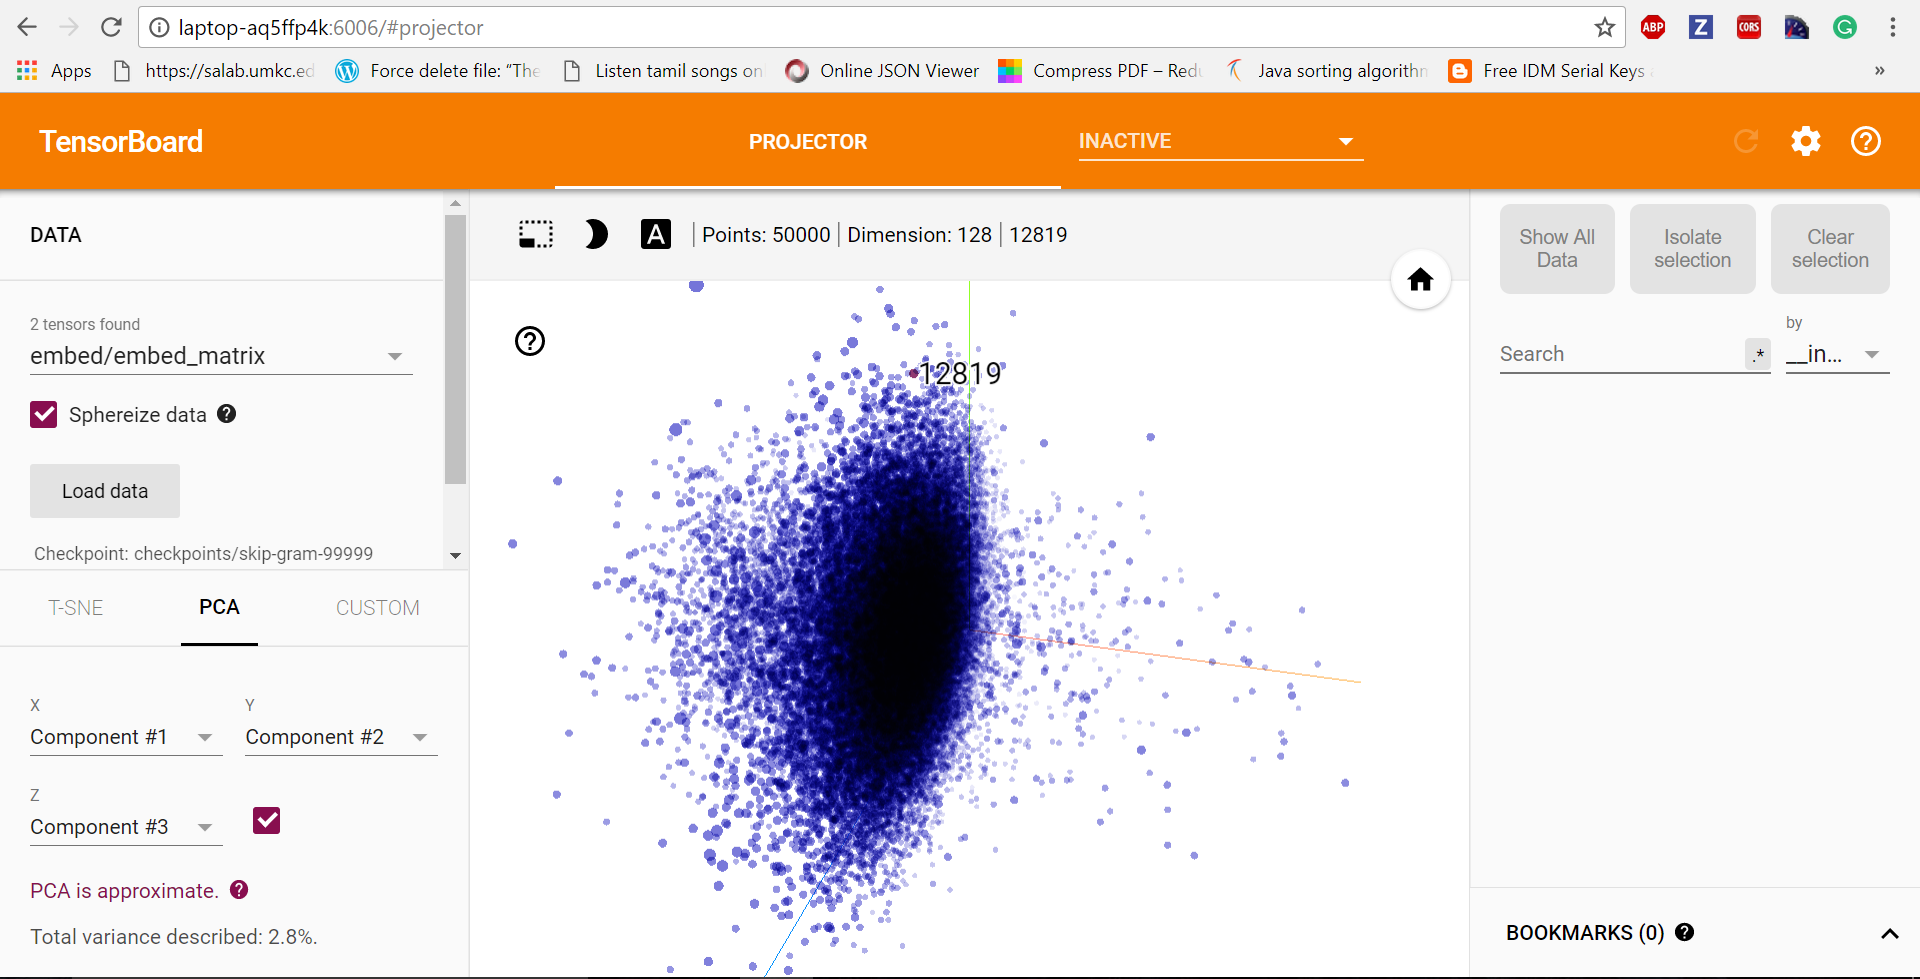 laptop-aq5ffp4k:6006/#projector
ABP
Z
CORS
G
Apps
https://salab.umkc.ed
Force delete file: "The
Listen tamil songs on
Online JSON Viewer
Compress PDF – Redu
Java sorting algorithm
Free IDM Serial Keys
»
TensorBoard
PROJECTOR
INACTIVE
DATA
A
Points: 50000
Dimension: 128
12819
Show All
Data
Isolate
selection
Clear
selection
2 tensors found
embed/embed_matrix
Sphereize data
Load data
Checkpoint: checkpoints/skip-gram-99999
12819
Search
.*
by
__in...
T-SNE
PCA
CUSTOM
X
Component #1
Y
Component #2
Z
Component #3
PCA is approximate.
Total variance described: 2.8%.
BOOKMARKS (0)